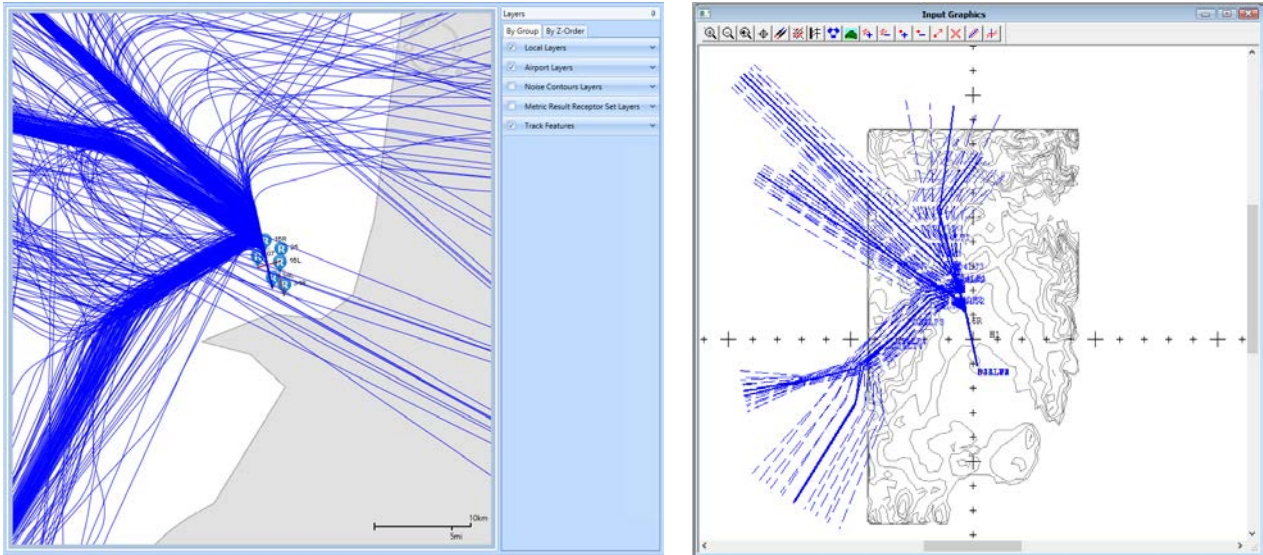 Layers
By Group By Z-Order
Local Layers
Airport Layers
Noise Contours Layers
Metric Result Receptor Set Layers
Track Features
10km
5mi
Input Graphics